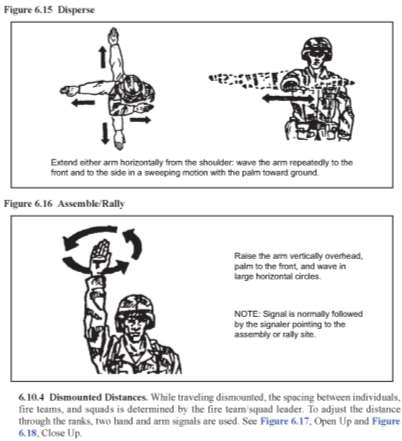 Figure 6.15 Disperse
Extend either arm horizontally from the shoulder: wave the arm repeatedly to the
front and to the side in a sweeping motion with the palm toward ground.
Figure 6.16 Assemble/Rally
Raise the arm vertically overhead,
palm to the front, and wave in
large horizontal circles.
NOTE: Signal is normally followed
by the signaler pointing to the
assembly or rally site.
6.10.4 Dismounted Distances. While traveling dismounted, the spacing between individuals,
fire teams, and squads is determined by the fire team/squad leader. To adjust the distance
through the ranks, two hand and arm signals are used. See Figure 6.17, Open Up and Figure
6.18, Close Up.